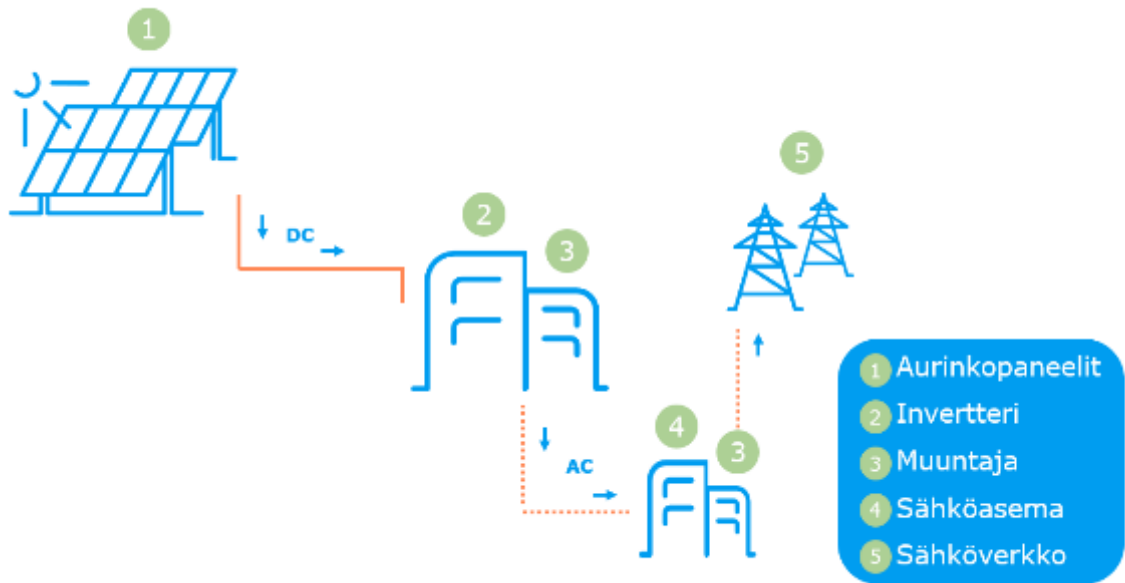 1
5
2
DC
3
4
3
AC
1 Aurinkopaneelit
2 Invertteri
3 Muuntaja
4 Sähköasema
5 Sähköverkko